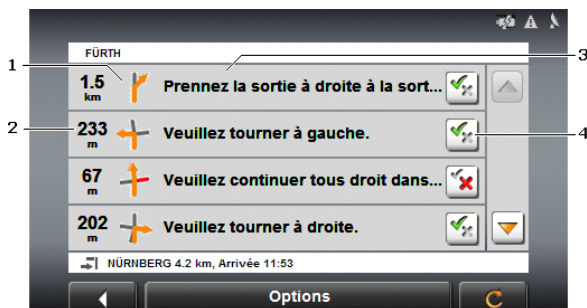 FÜRTH
1
3
1.5 km Prennez la sortie à droite à la sort...
2
233 m Veuillez tourner à gauche.
4
67 m Veuillez continuer tous droit dans...
202 m Veuillez tourner à droite.
NÜRNBERG 4.2 km, Arrivée 11:53
Options